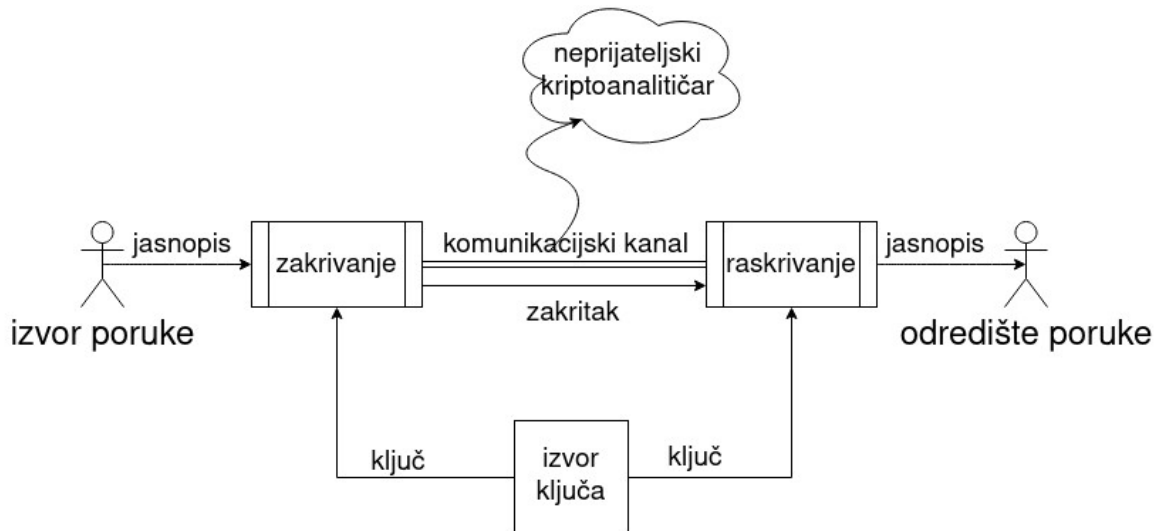 neprijateljski
kriptoanalitičar
jasnopis
zakrivanje
komunikacijski kanal
zakritak
raskrivanje
jasnopis
izvor poruke
odredište poruke
ključ
izvor
ključa
ključ